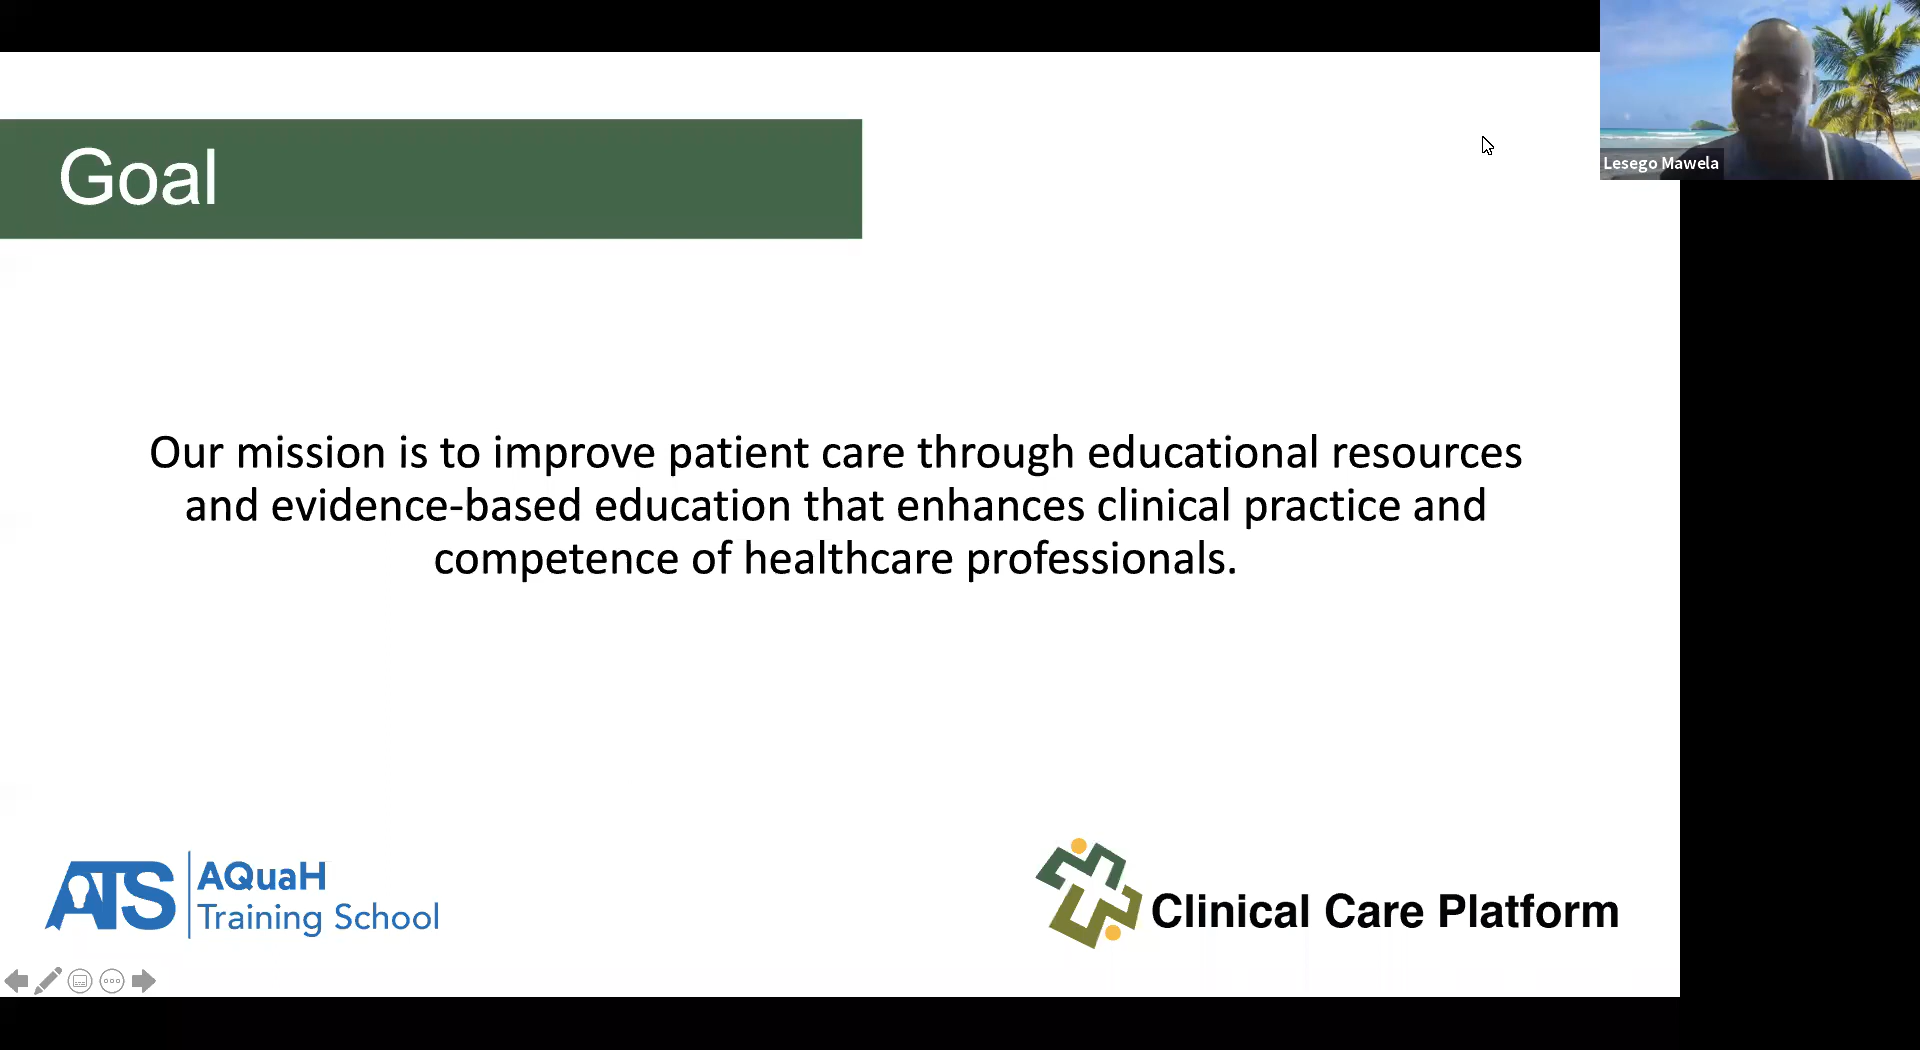 Goal
Lesego Mawela
Our mission is to improve patient care through educational resources
and evidence-based education that enhances clinical practice and
competence of healthcare professionals.
ATS
AQuaH
Training School
Clinical Care Platform